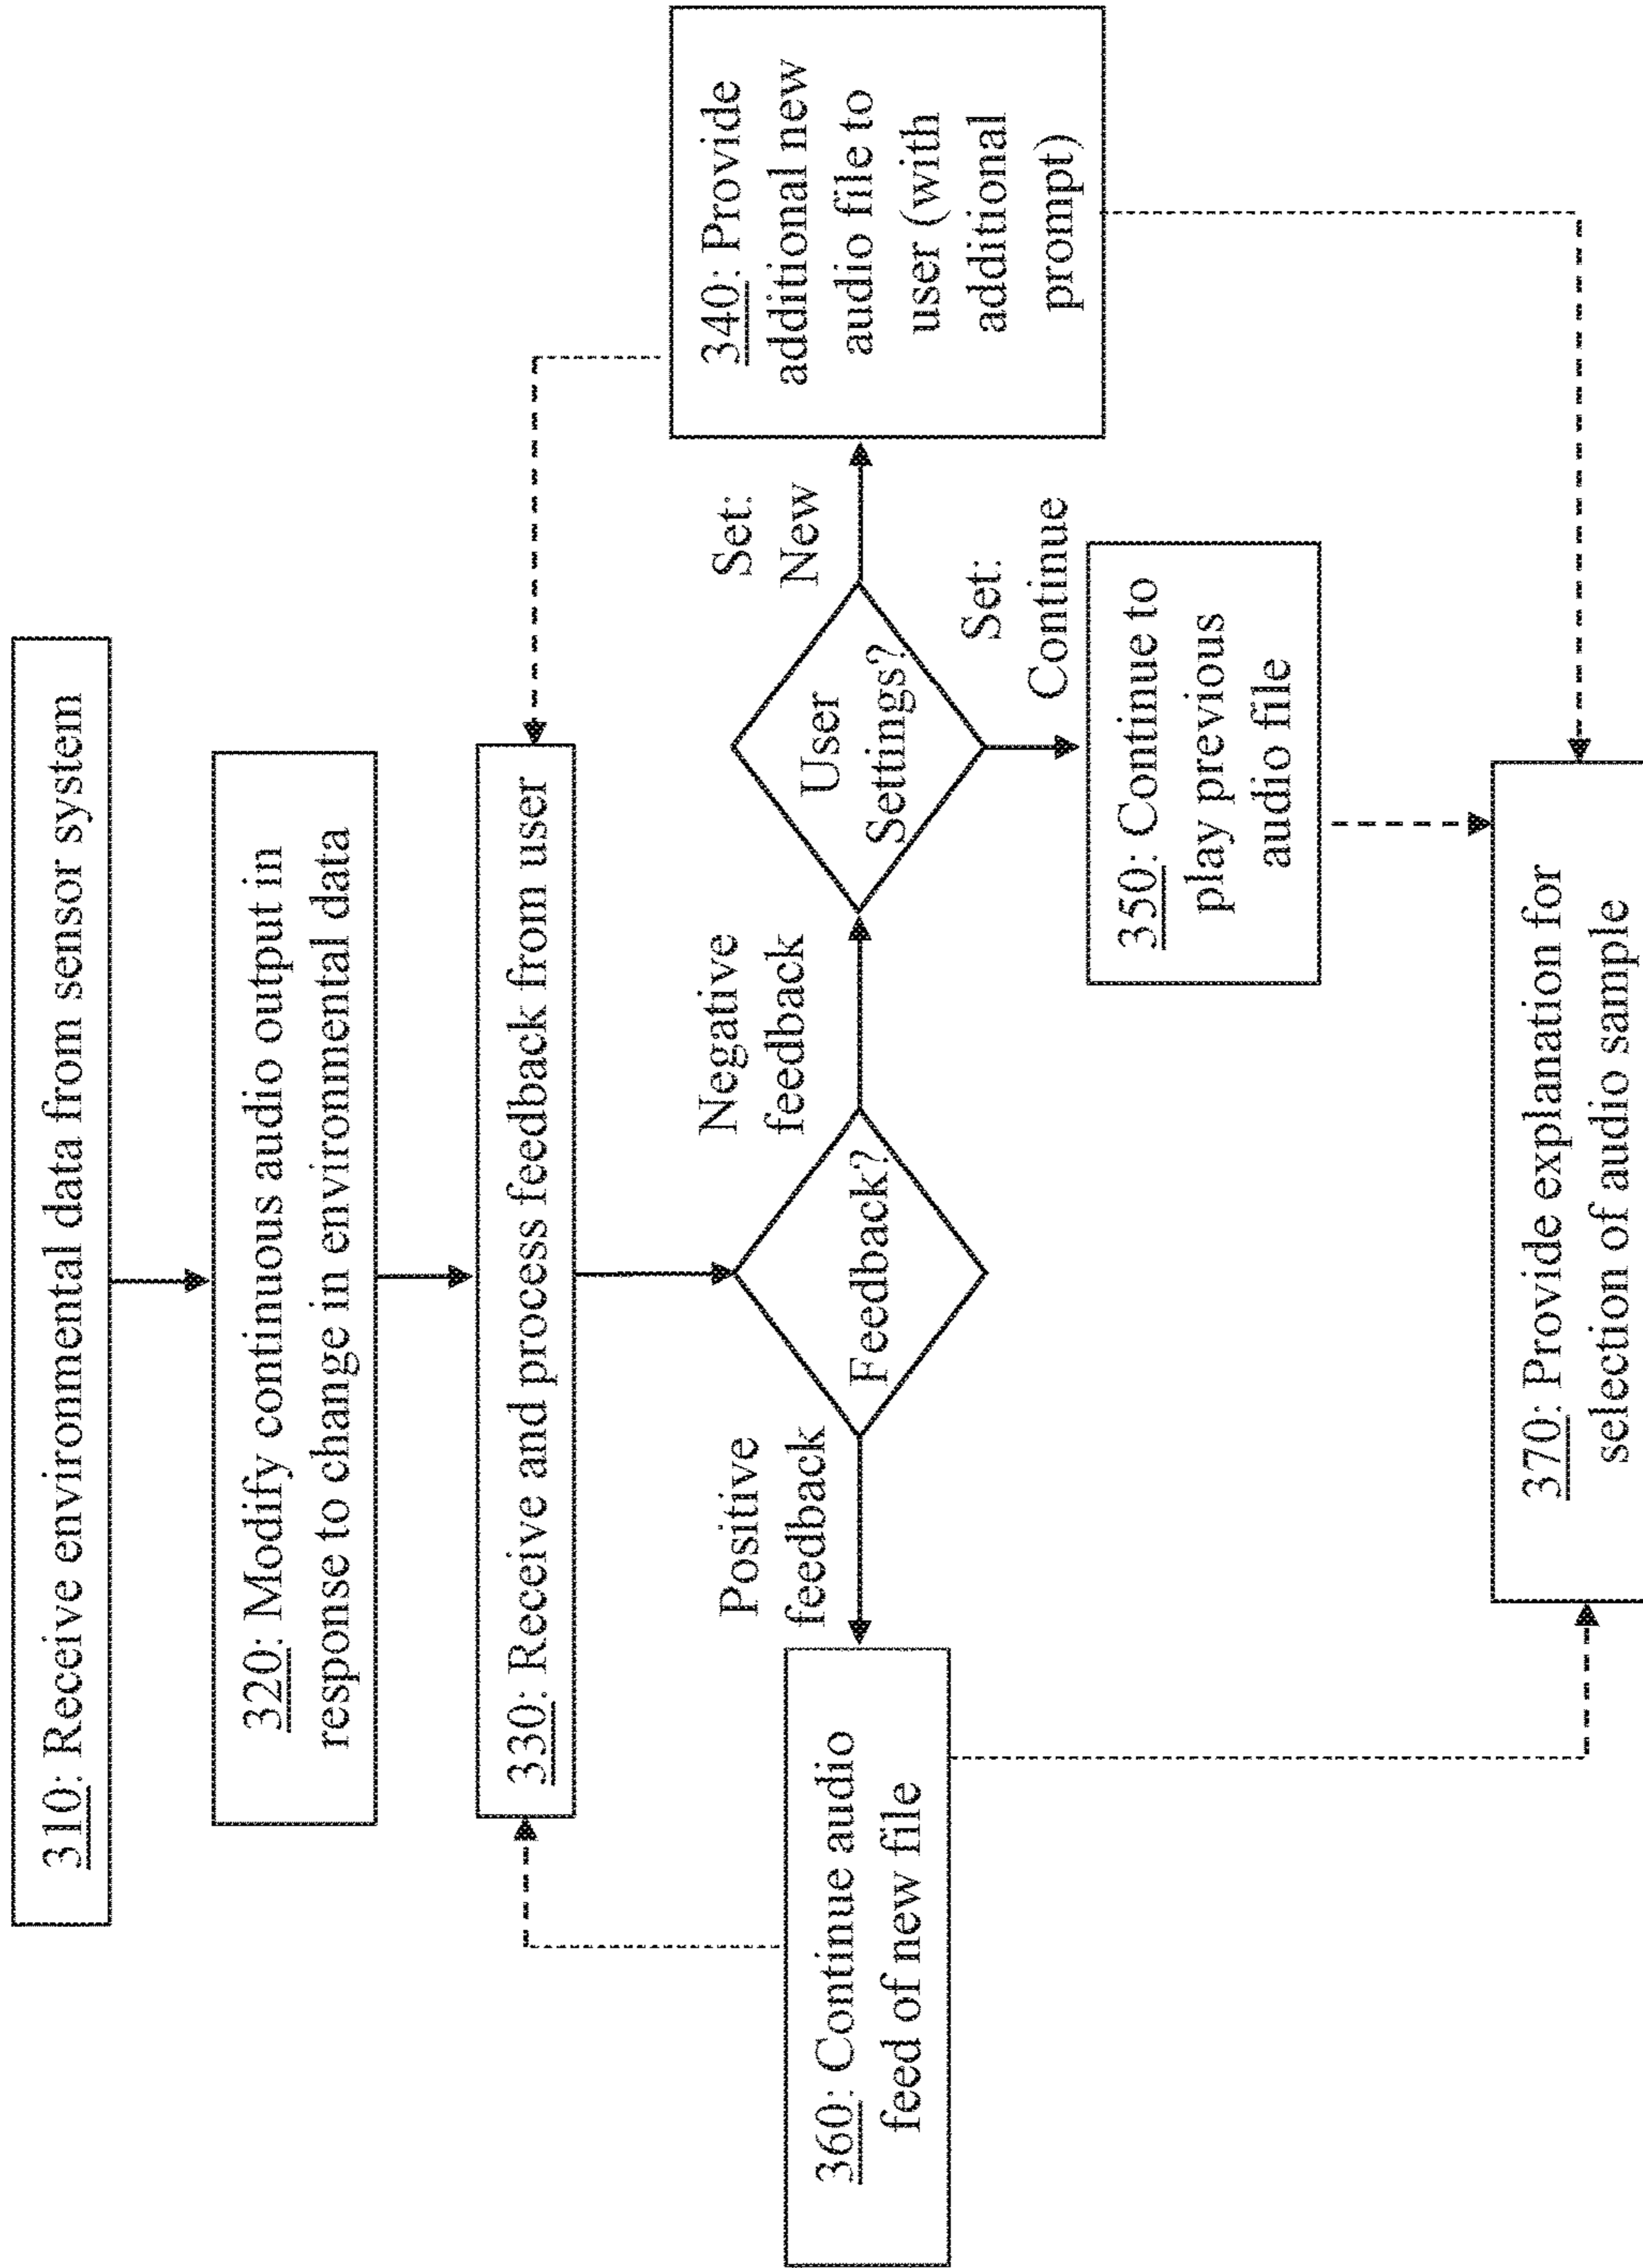 310: Receive environmental data from sensor system
320: Modify continuous audio output in
response to change in environmental data
330: Receive and process feedback from user
Positive
feedback
Feedback?
Negative
feedback
User
Settings?
Set:
New
Set:
Continue
340: Provide
additional new
audio file to
user (with
additional
prompt)
350: Continue to
play previous
audio file
360: Continue audio
feed of new file
370: Provide explanation for
selection of audio sample